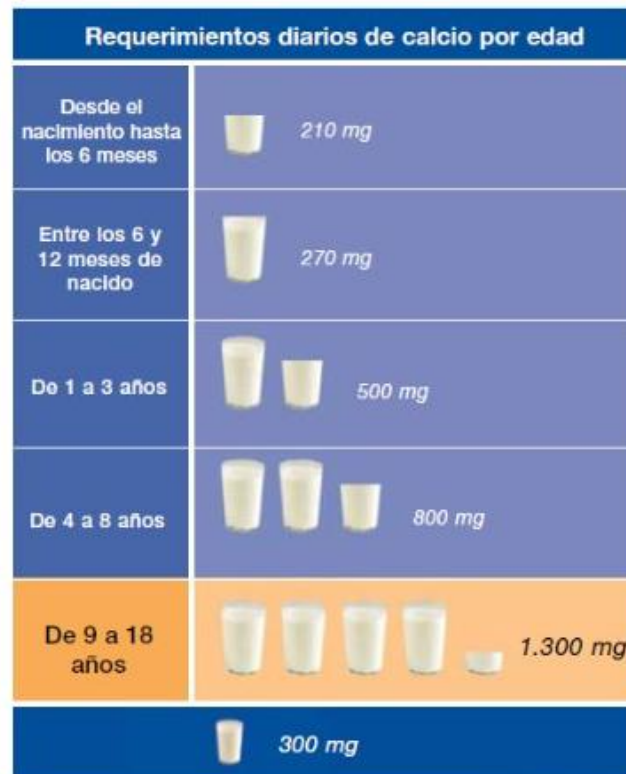 Requerimientos diarios de calcio por edad
Desde el
nacimiento hasta
los 6 meses
210 mg
Entre los 6 y
12 meses de
nacido
270 mg
De 1 a 3 años
500 mg
De 4 a 8 años
800 mg
De 9 a 18
años
1.300 mg
300 mg